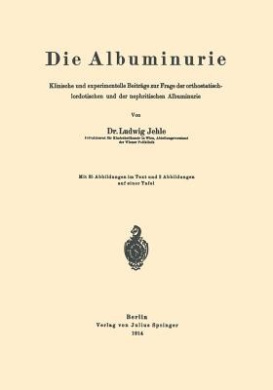 Die Albuminurie
Klinische und experimentelle Beiträge zur Frage der orthostatisch-
lordotischen und der nephritischen Albuminurie
Von
Dr. Ludwig Jehle
Privatdozent für Kinderheilkunde in Wien, Abteilungsvorstand
der Wiener Poliklinik
Mit Abbildungen im Text und 2 Abbildungen
auf einer Tafel
Berlin
Verlag von Julius Springer
1914